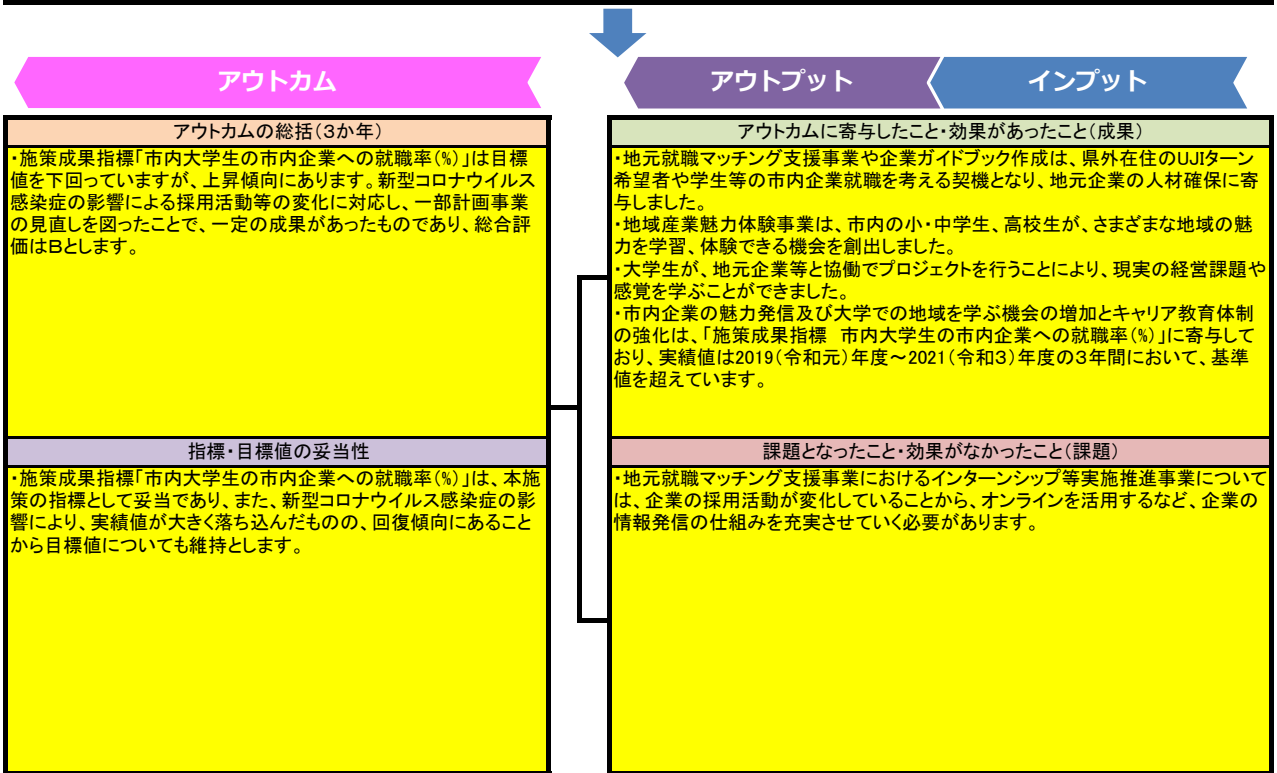 アウトカム
アウトプット
インプット
アウトカムの総括(3か年)
・施策成果指標「市内大学生の市内企業への就職率(%)」は目標
値を下回っていますが、上昇傾向にあります。新型コロナウイルス
感染症の影響による採用活動等の変化に対応し、一部計画事業
の見直しを図ったことで、一定の成果があったものであり、総合評
価はBとします。
指標・目標値の妥当性
・施策成果指標「市内大学生の市内企業への就職率(%)」は、本施
策の指標として妥当であり、また、新型コロナウイルス感染症の影
響により、実績値が大きく落ち込んだものの、回復傾向にあること
から目標値についても維持とします。
アウトカムに寄与したこと・効果があったこと(成果)
・地元就職マッチング支援事業や企業ガイドブック作成は、県外在住のUJIターン
希望者や学生等の市内企業就職を考える契機となり、地元企業の人材確保に寄
与しました。
・地域産業魅力体験事業は、市内の小・中学生、高校生が、さまざまな地域の魅
力を学習、体験できる機会を創出しました。
・大学生が、地元企業等と協働でプロジェクトを行うことにより、現実の経営課題や
感覚を学ぶことができました。
・市内企業の魅力発信及び大学での地域を学ぶ機会の増加とキャリア教育体制
の強化は、「施策成果指標 市内大学生の市内企業への就職率(%)」に寄与して
おり、実績値は2019(令和元)年度~2021(令和3)年度の3年間において、基準
値を超えています。
課題となったこと・効果がなかったこと(課題)
・地元就職マッチング支援事業におけるインターンシップ等実施推進事業について
は、企業の採用活動が変化していることから、オンラインを活用するなど、企業の
情報発信の仕組みを充実させていく必要があります。